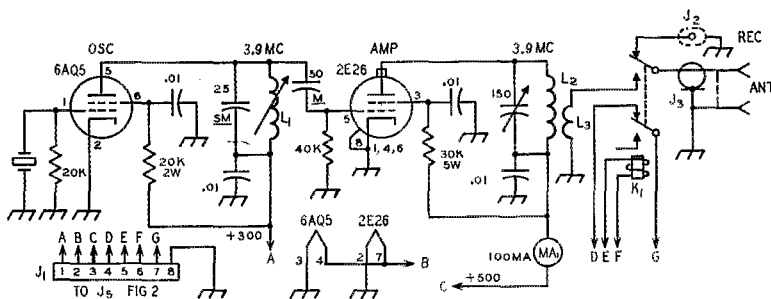 OSC
3.9 MC
AMP
3.9 MC
J2
REC
6AQ5
2E26
5
.01
50
M
.01
25
SM
L1
150
L2
L3
J3
ANT
1
6
2
5
3
8
1, 4, 6
20K
20K
2W
.01
40K
30K
5W
.01
K1
+300
A
6AQ5
2E26
3
4
2
7
B
100MA
MA1
C
+500
D E F
G
A B C D E F G
J1
1 2 3 4 5 6 7 8
TO J5 FIG 2